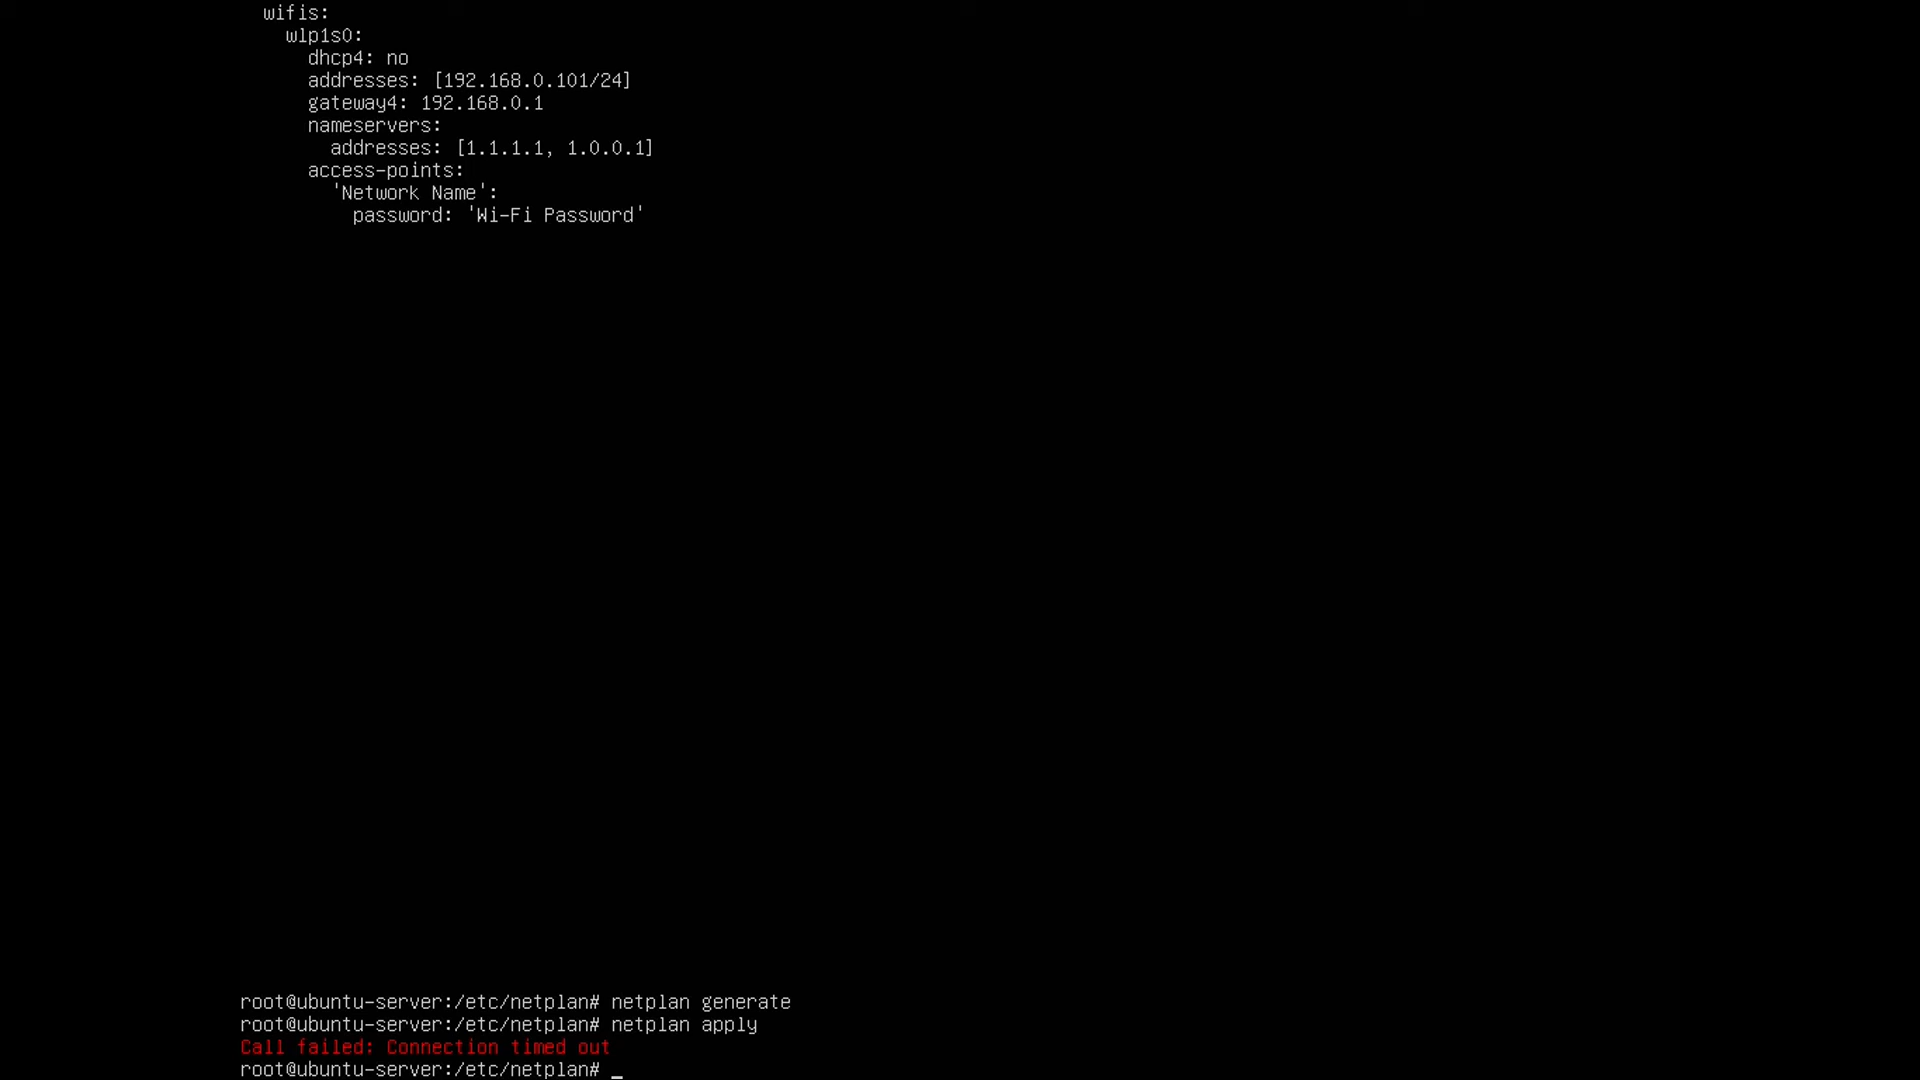 wifis:
wlp1s0:
dhcp4: no
addresses: [192.168.0.101/24]
gateway4: 192.168.0.1
nameservers:
addresses: [1.1.1.1, 1.0.0.1]
access-points:
'Network Name':
password: 'Wi-Fi Password'
root@ubuntu-server:/etc/netplan# netplan generate
root@ubuntu-server:/etc/netplan# netplan apply
Call failed: Connection timed out
root@ubuntu-server:/etc/netplan# _